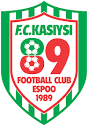 F.C.KASIYSI
89
FOOTBALL CLUB
ESPOO
1989